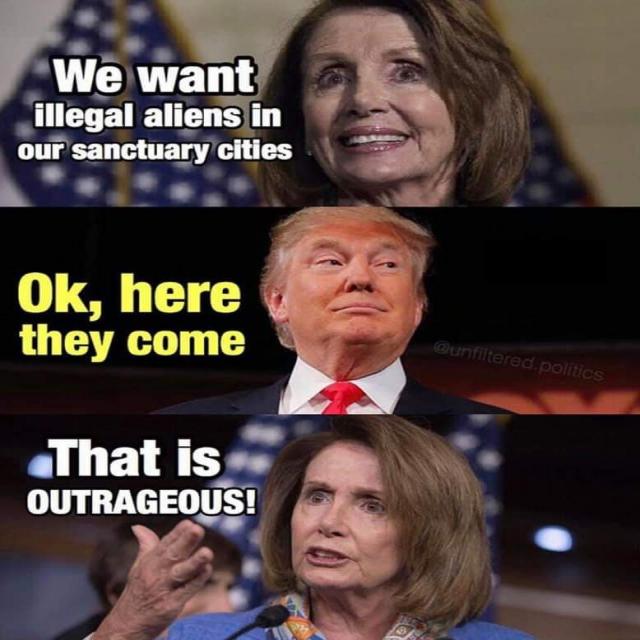 We want
illegal aliens in
our sanctuary cities
Ok, here
they come
@unfiltered.politics
That is
OUTRAGEOUS!